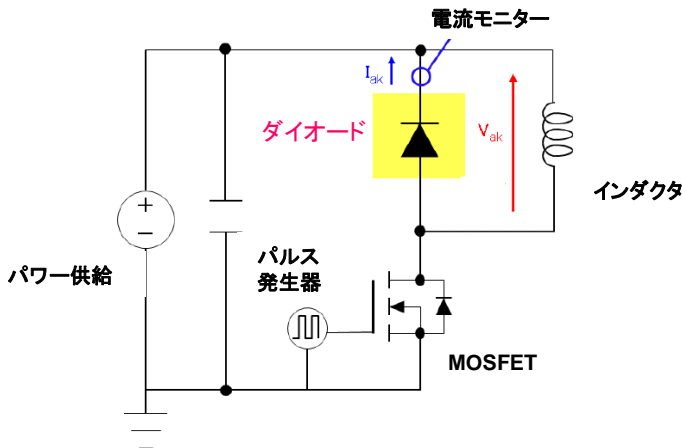 電流モニター
Iak
ダイオード
Vak
インダクタ
パワー供給
パルス
発生器
MOSFET